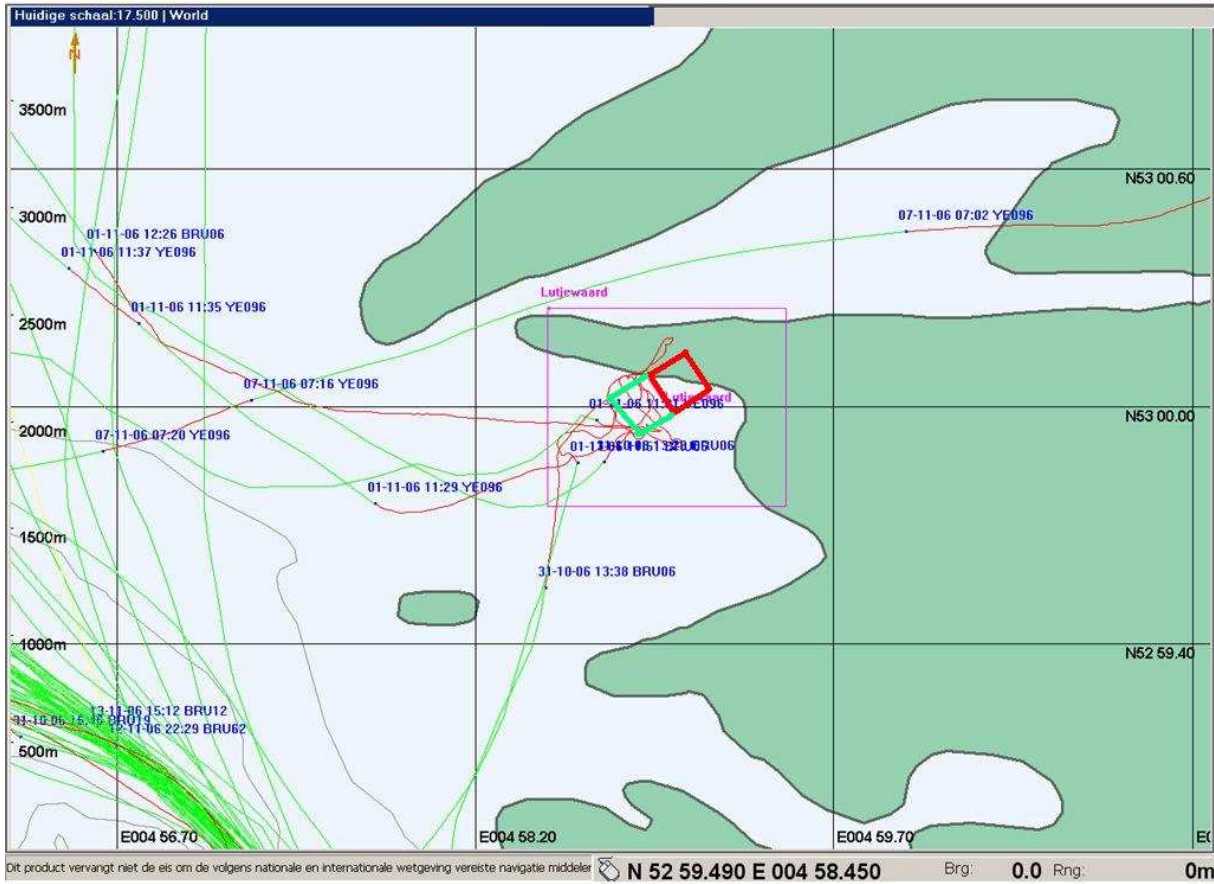 Huidige schaal:17.500 | World
N
3500m
N53 00.60
3000m
07-11-06 07:02 YE096
01-11-06 12:26 BRU06
01-11-06 11:37 YE096
Lutjewaard
01-11-06 11:35 YE096
2500m
07-11-06 07:16 YE096
Lutjewaard
N53 00.00
2000m
07-11-06 07:20 YE096
01-11-06 11:29 YE096
1500m
31-10-06 13:38 BRU06
1000m
N52 59.40
13-11-06 15:12 BRU12
12-11-06 22:29 BRU62
500m
E004 56.70
E004 58.20
E004 59.70
Dit product vervangt niet de eis om de volgens nationale en internationale wetgeving vereiste navigatie middeler
N 52 59.490 E 004 58.450
Brg: 0.0 Rng: 0m